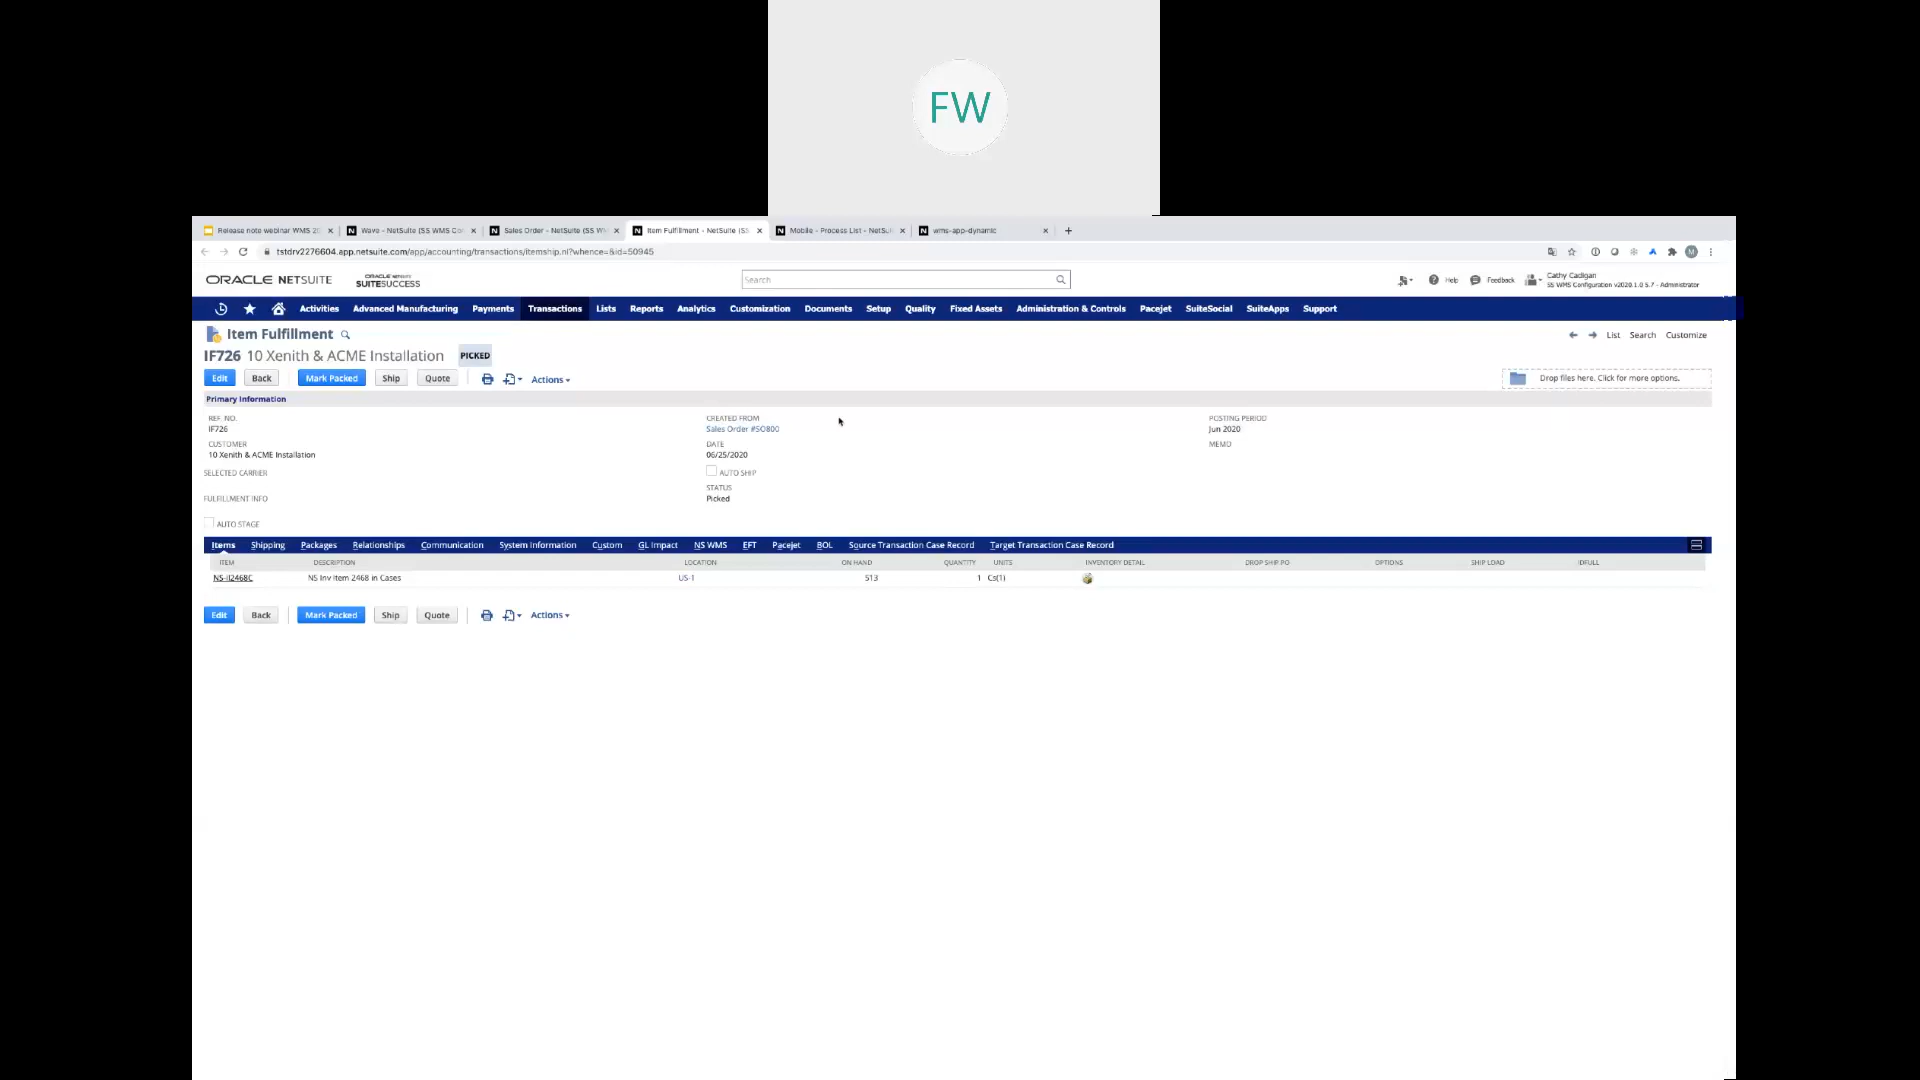 FW
Release note webinar WMS 20
Wave - NetSuite (SS WMS Co
Sales Order - NetSuite (SS WM
Item Fulfillment - NetSuite (SS
Mobile - Process List - NetSui
wms-app-dynamic
tstdrv2276604.app.netsuite.com/app/accounting/transactions/itemship.nl?whence=&id=50945
M
ORACLE NETSUITE
ORACLE NETSUITE
SUITESUCCESS
Search
Help
Feedback
Cathy Cadigan
SS WMS Configuration v2020.1.0 5.7 - Administrator
Activities Advanced Manufacturing Payments Transactions Lists Reports Analytics Customization Documents Setup Quality Fixed Assets Administration & Controls Pacejet SuiteSocial SuiteApps Support
Item Fulfillment
List Search Customize
IF726 10 Xenith & ACME Installation PICKED
Edit Back Mark Packed Ship Quote Actions
Drop files here. Click for more options.
Primary Information
REF. NO.
IF726
CUSTOMER
10 Xenith & ACME Installation
SELECTED CARRIER
FULFILLMENT INFO
AUTO STAGE
CREATED FROM
Sales Order #SO800
DATE
06/25/2020
AUTO SHIP
STATUS
Picked
POSTING PERIOD
Jun 2020
MEMO
Items Shipping Packages Relationships Communication System Information Custom GL Impact NS WMS EFT Pacejet BOL Source Transaction Case Record Target Transaction Case Record
ITEM DESCRIPTION LOCATION ON HAND QUANTITY UNITS INVENTORY DETAIL DROP SHIP PO OPTIONS SHIP LOAD IDFULL
NS-II2468C NS Inv Item 2468 in Cases US-1 513 1 Cs(1)
Edit Back Mark Packed Ship Quote Actions